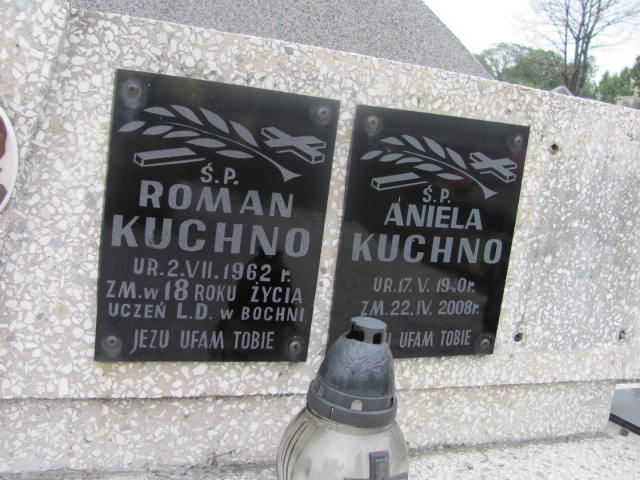 Ś.P.
ROMAN
KUCHNO
UR. 2. VII. 1962 r.
ZM. w 18 ROKU ŻYCIA
UCZEŃ L.D. w BOCHNI
JEZU UFAM TOBIE
Ś.P.
ANIELA
KUCHNO
UR. 17. V.
ZM. 22. IV. 2008r.
UFAM TOBIE